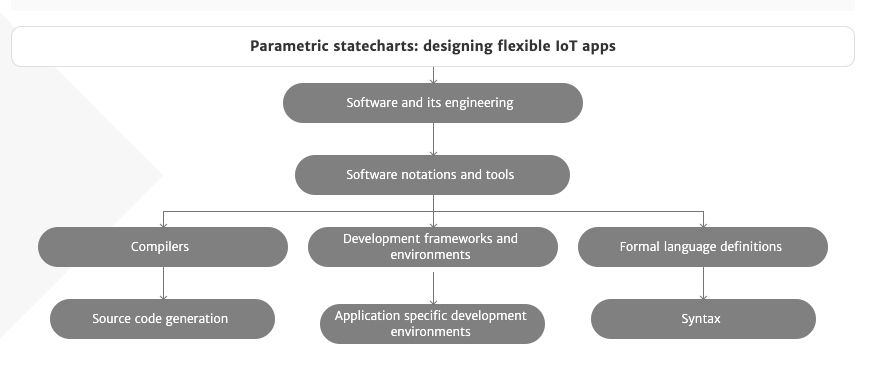 Parametric statecharts: designing flexible IoT apps
Software and its engineering
Software notations and tools
Compilers
Development frameworks and
environments
Formal language definitions
Source code generation
Application specific development
environments
Syntax